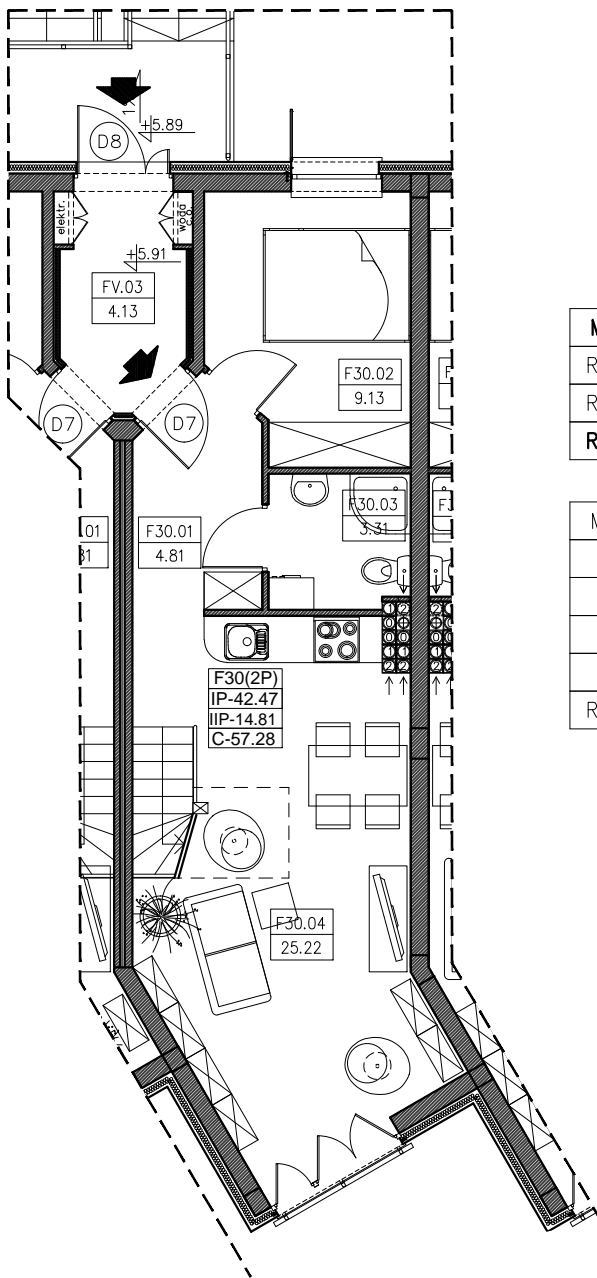 +5.89
D8
elektr.
woda
c.o.
+5.91
FV.03
4.13
F30.02
9.13
D7
D7
F30.03
3.31
.01
81
F30.01
4.81
F30(2P)
IP-42.47
IIP-14.81
C-57.28
F30.04
25.22
M
R
R
R
M
R